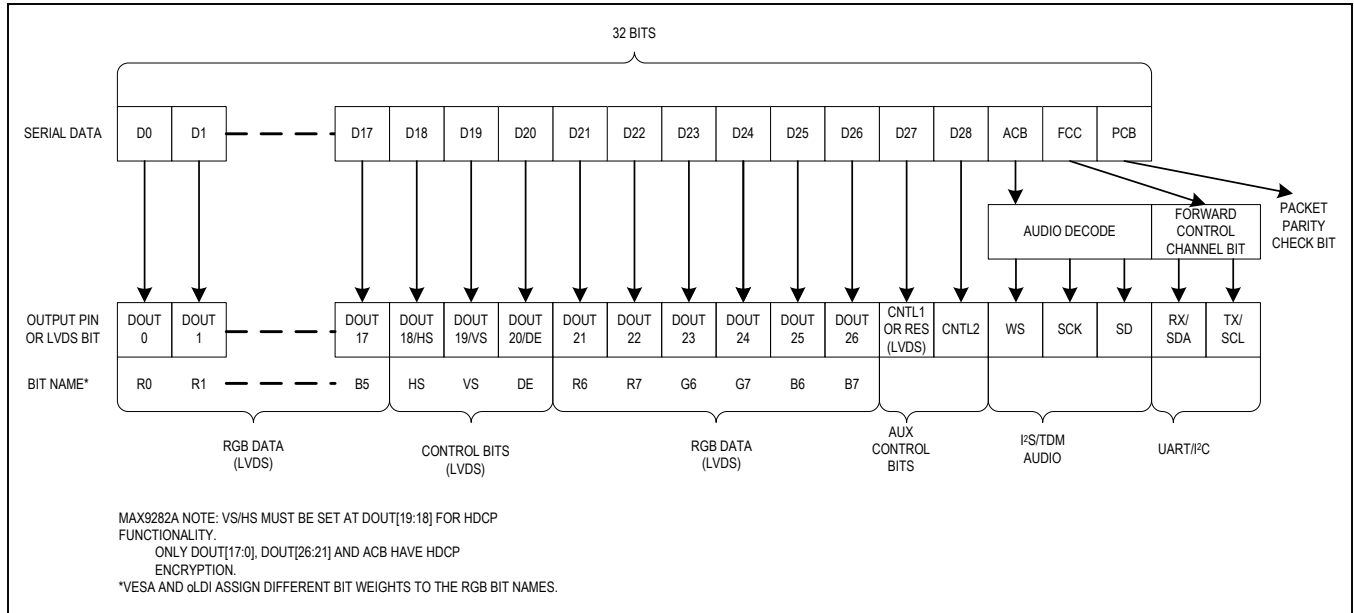 32 BITS
SERIAL DATA D0 D1 D17 D18 D19 D20 D21 D22 D23 D24 D25 D26 D27 D28 ACB FCC PCB
AUDIO DECODE
FORWARD
CONTROL
CHANNEL BIT
PACKET
PARITY
CHECK BIT
OUTPUT PIN
OR LVDS BIT
DOUT
0
DOUT
1
DOUT
17
DOUT
18/HS
DOUT
19/VS
DOUT
20/DE
DOUT
21
DOUT
22
DOUT
23
DOUT
24
DOUT
25
DOUT
26
CNTL1
OR RES
(LVDS)
CNTL2
WS
SCK
SD
RX/
SDA
TX/
SCL
BIT NAME* R0 R1 B5 HS VS DE R6 R7 G6 G7 B6 B7
RGB DATA
(LVDS)
CONTROL BITS
(LVDS)
RGB DATA
(LVDS)
AUX
CONTROL
BITS
I²S/TDM
AUDIO
UART/I²C
MAX9282A NOTE: VS/HS MUST BE SET AT DOUT[19:18] FOR HDCP
FUNCTIONALITY.
ONLY DOUT[17:0], DOUT[26:21] AND ACB HAVE HDCP
ENCRYPTION.
*VESA AND oLDI ASSIGN DIFFERENT BIT WEIGHTS TO THE RGB BIT NAMES.